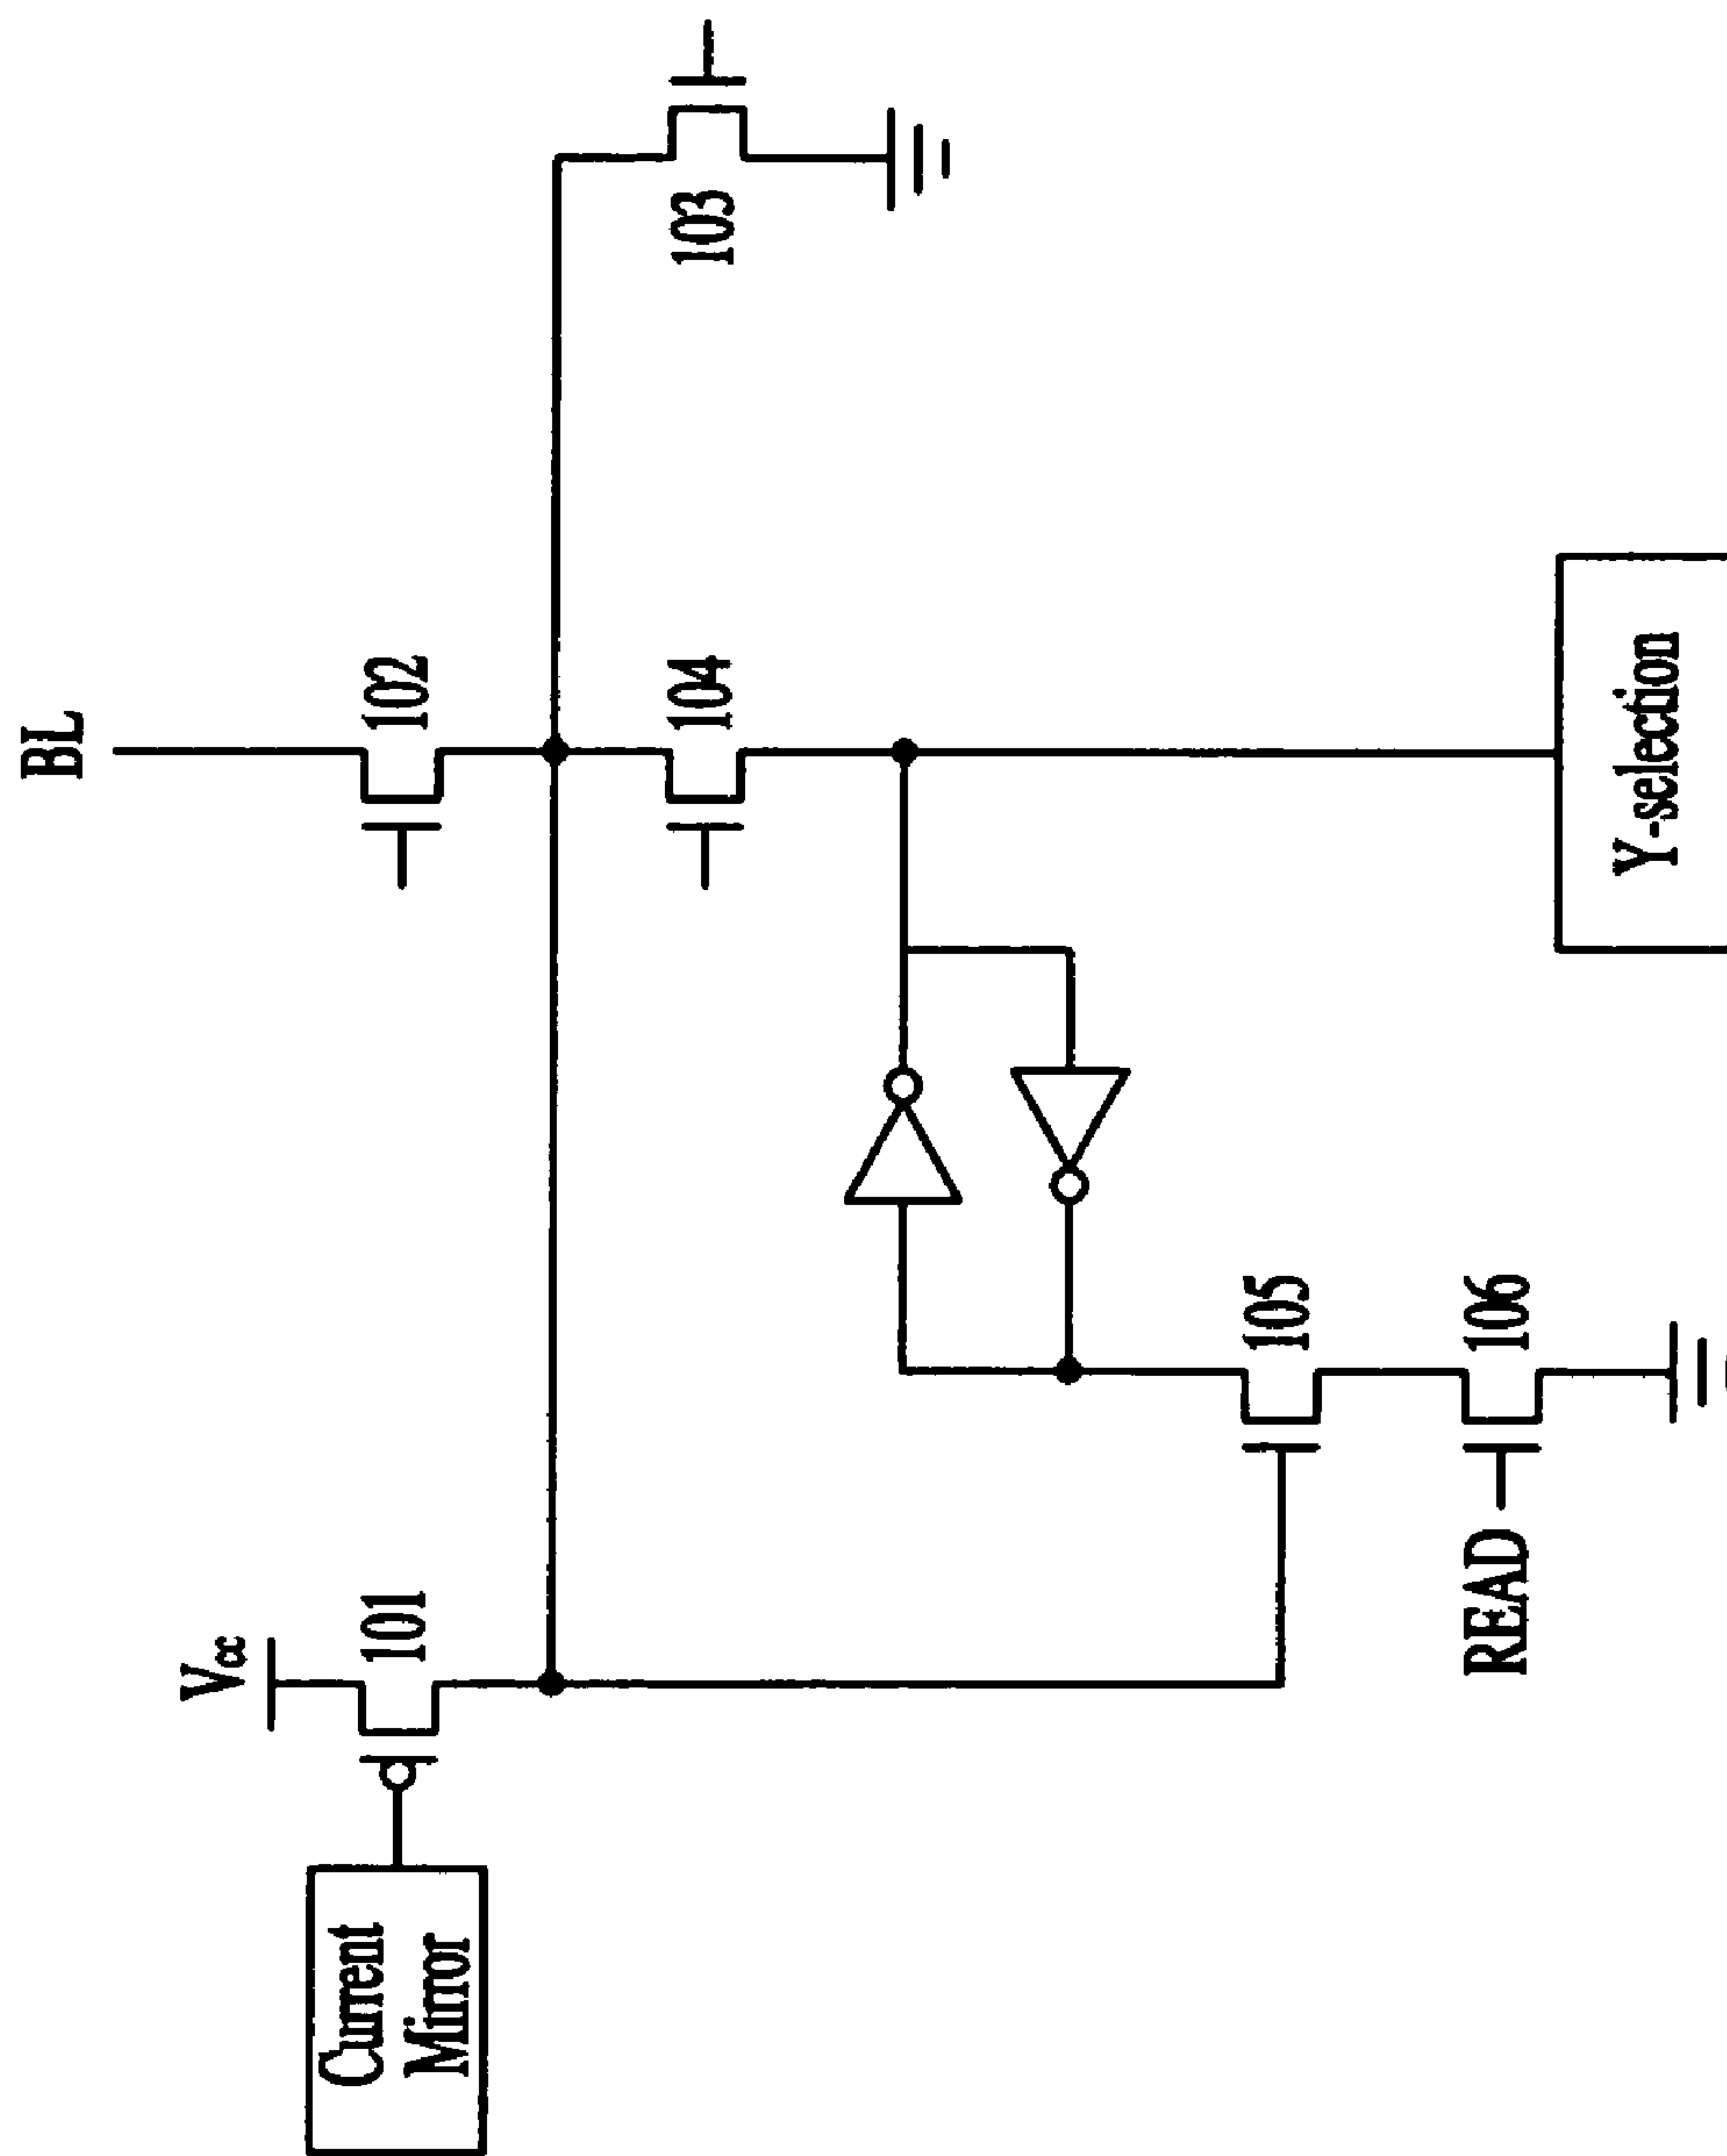 BL
102
103
104
Vcc
101
Current
Mirror
105
106
READ
Y-selection